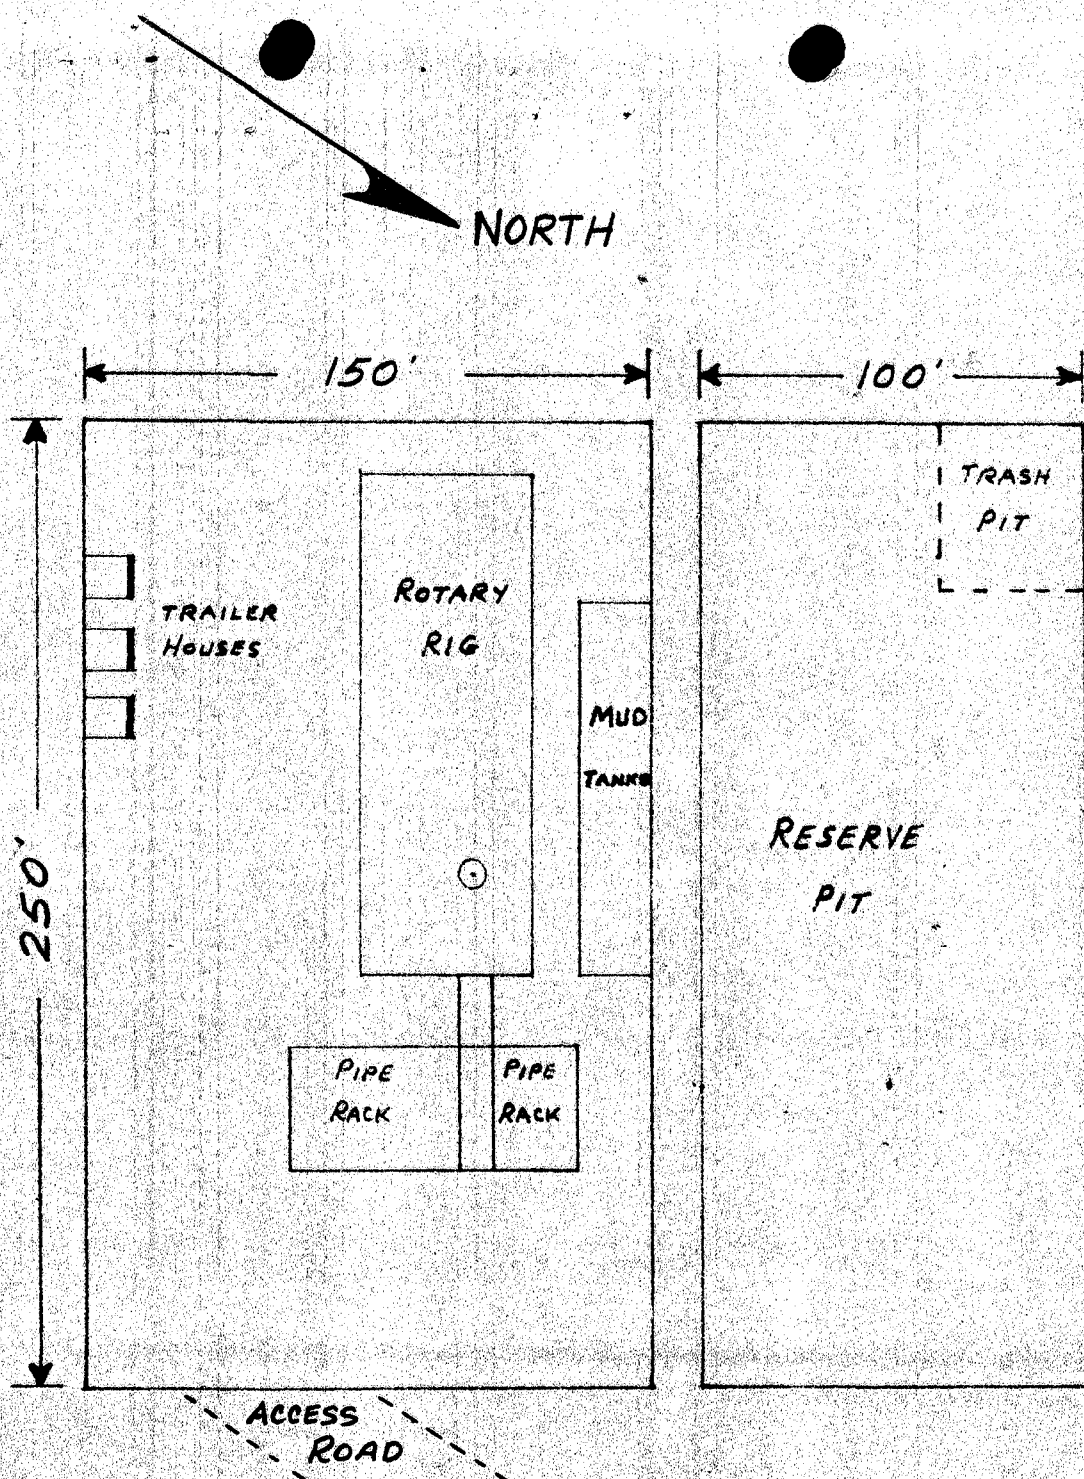 NORTH
150'
100'
TRASH
PIT
ROTARY
RIG
TRAILER
HOUSES
MUD
TANKS
250'
RESERVE
PIT
PIPE
RACK
PIPE
RACK
ACCESS
ROAD